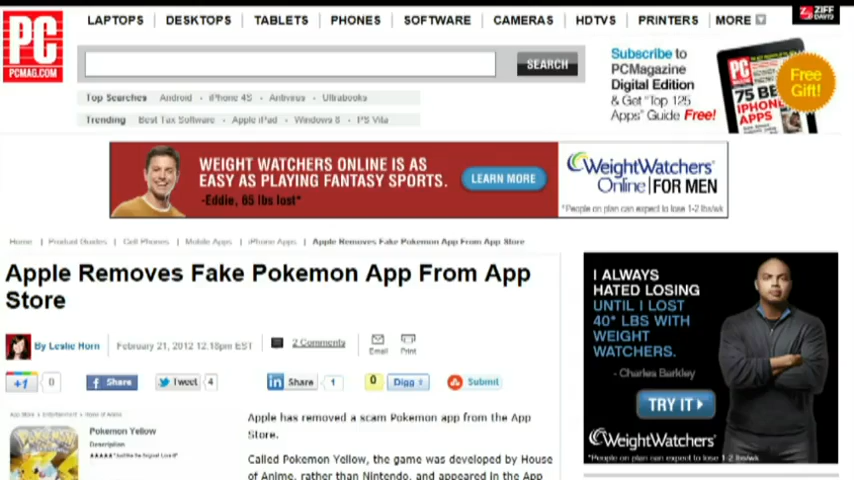 LAPTOPS DESKTOPS TABLETS PHONES SOFTWARE CAMERAS HDTVS PRINTERS MORE
ZIFF DAVIS
PC
PCMAG.COM
SEARCH
Top Searches Android iPhone 4S Antivirus Ultrabooks
Trending Best Tax Software Apple iPad Windows 8 PS Vita
Subscribe to
PCMagazine
Digital Edition
& Get "Top 125
Apps" Guide Free!
PC
75 BE
IPHON
Free
Gift!
WEIGHT WATCHERS ONLINE IS AS
EASY AS PLAYING FANTASY SPORTS.
-Eddie, 65 lbs lost*
LEARN MORE
WeightWatchers
Online FOR MEN
*People on plan can expect to lose 1-2 lbs/wk
Home | Product Guides | Cell Phones | Mobile Apps | iPhone Apps | Apple Removes Fake Pokemon App From App Store
Apple Removes Fake Pokemon App From App
Store
By Leslie Horn February 21, 2012 12:18pm EST 2 Comments
Email Print
+1 0 Share Tweet 4 Share 1 0 Digg Submit
App Store > Entertainment > House of Anime
Pokemon Yellow
Description
Apple has removed a scam Pokemon app from the App
Store.
Called Pokemon Yellow, the game was developed by House
of Anime, rather than Nintendo, and appeared in the App
I ALWAYS
HATED LOSING
UNTIL I LOST
40* LBS WITH
WEIGHT
WATCHERS.
- Charles Barkley
TRY IT
WeightWatchers
*People on plan can expect to lose 1-2 lbs/wk